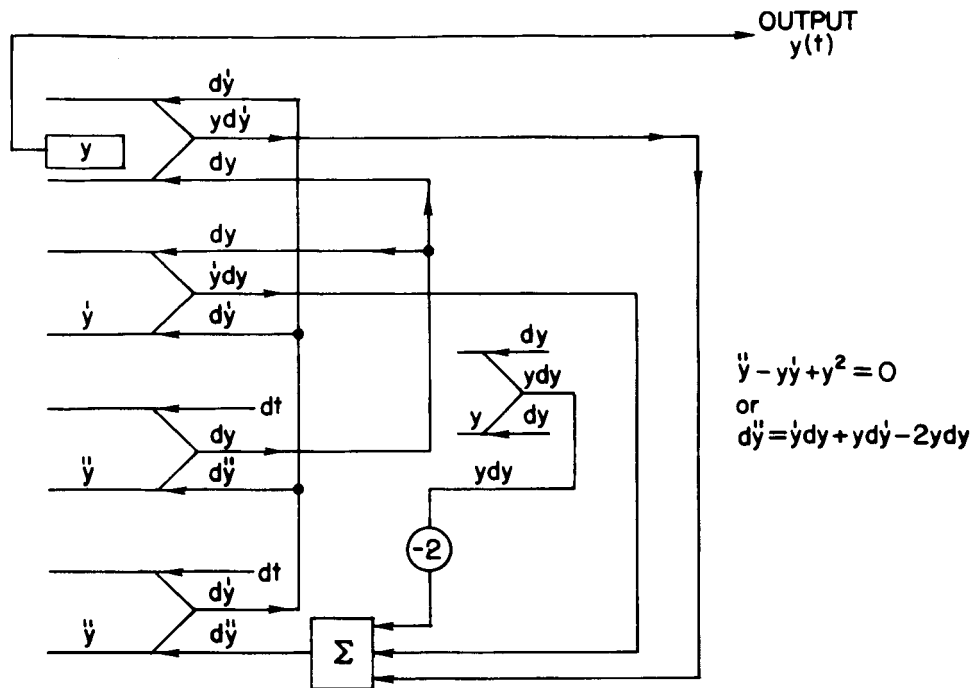 OUTPUT
y(t)
dẏ
ydẏ
y
dy
dy
ẏdy
ẏ
dẏ
dy
ydy
y
dy
ÿ - yẏ + y² = 0
or
dÿ = ẏdy + ydẏ - 2ydy
dt
dy
ÿ
dÿ
ydy
-2
dt
dẏ
ÿ
dÿ
Σ